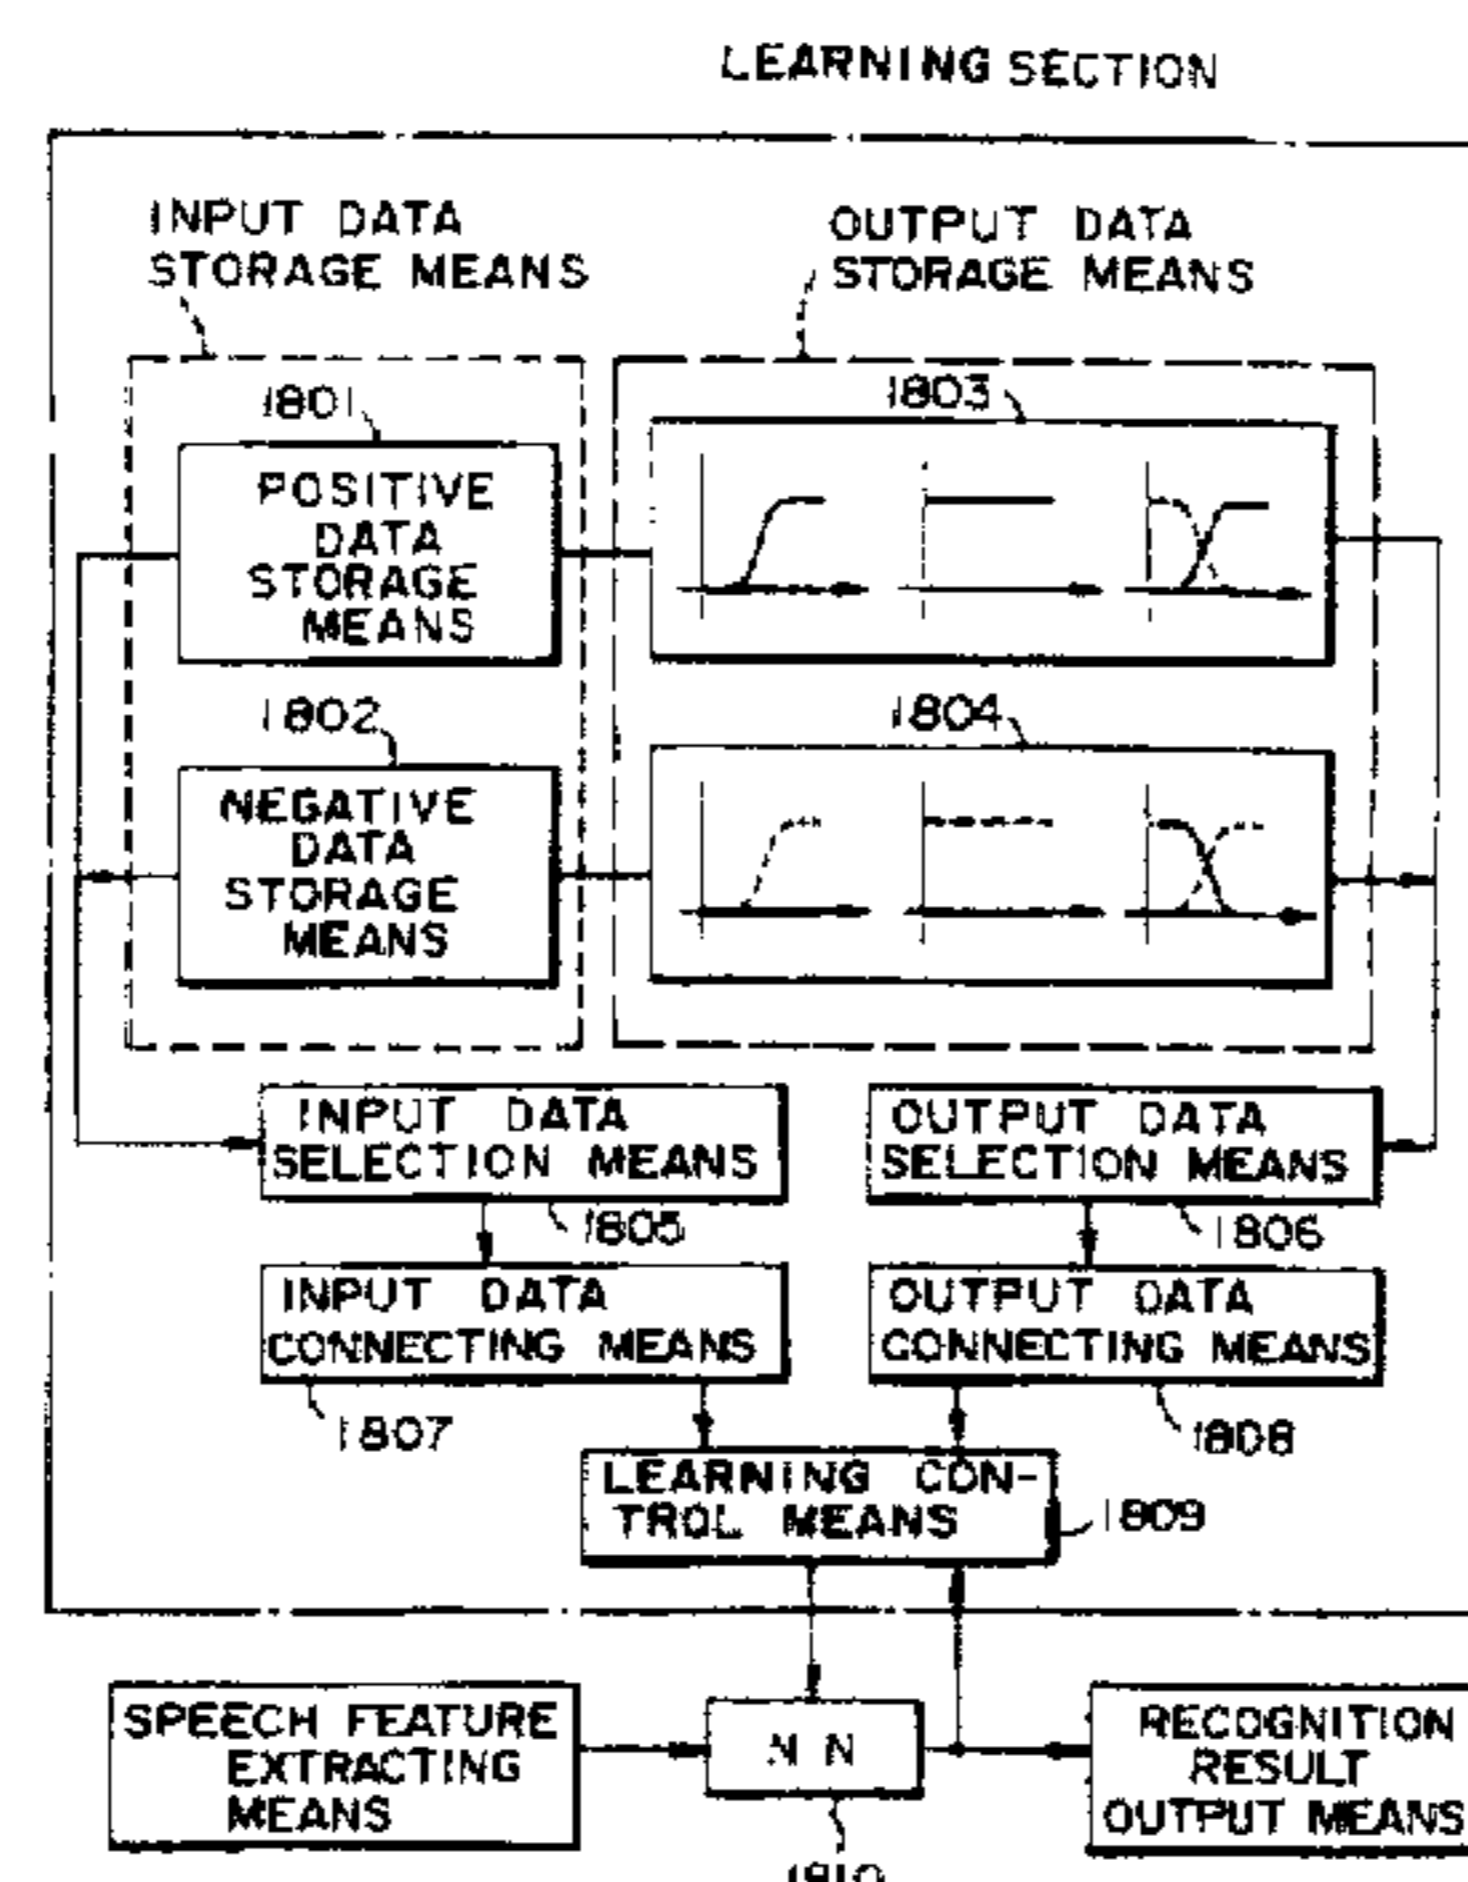 LEARNING SECTION
INPUT DATA
STORAGE MEANS
OUTPUT DATA
STORAGE MEANS
1801
POSITIVE
DATA
STORAGE
MEANS
1803
1802
NEGATIVE
DATA
STORAGE
MEANS
1804
INPUT DATA
SELECTION MEANS
1805
OUTPUT DATA
SELECTION MEANS
1806
INPUT DATA
CONNECTING MEANS
1807
OUTPUT DATA
CONNECTING MEANS
1808
LEARNING CON-
TROL MEANS
1809
SPEECH FEATURE
EXTRACTING
MEANS
NN
1810
RECOGNITION
RESULT
OUTPUT MEANS